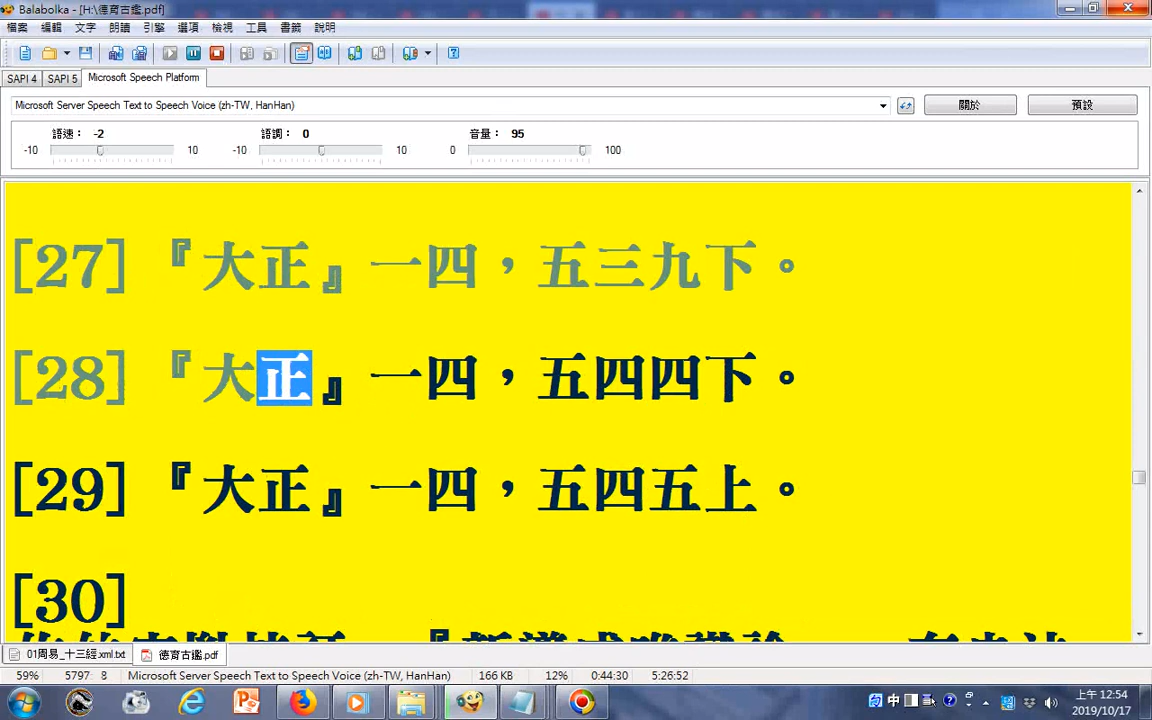 Balabolka - [H:\德育古鑑.pdf]
檔案 編輯 文字 朗讀 引擎 選項 檢視 工具 書籤 說明
SAPI 4 SAPI 5 Microsoft Speech Platform
Microsoft Server Speech Text to Speech Voice (zh-TW, HanHan) 關於 預設
語速： -2 語調： 0 音量： 95
-10 10 -10 10 0 100
[27] 『大正』一四，五三九下。
[28] 『大正』一四，五四四下。
[29] 『大正』一四，五四五上。
[30]
01周易_十三經.xml.txt 德育古鑑.pdf
59% 5797: 8 Microsoft Server Speech Text to Speech Voice (zh-TW, HanHan) 166 KB 12% 0:44:30 5:26:52
中 上午 12:54
2019/10/17